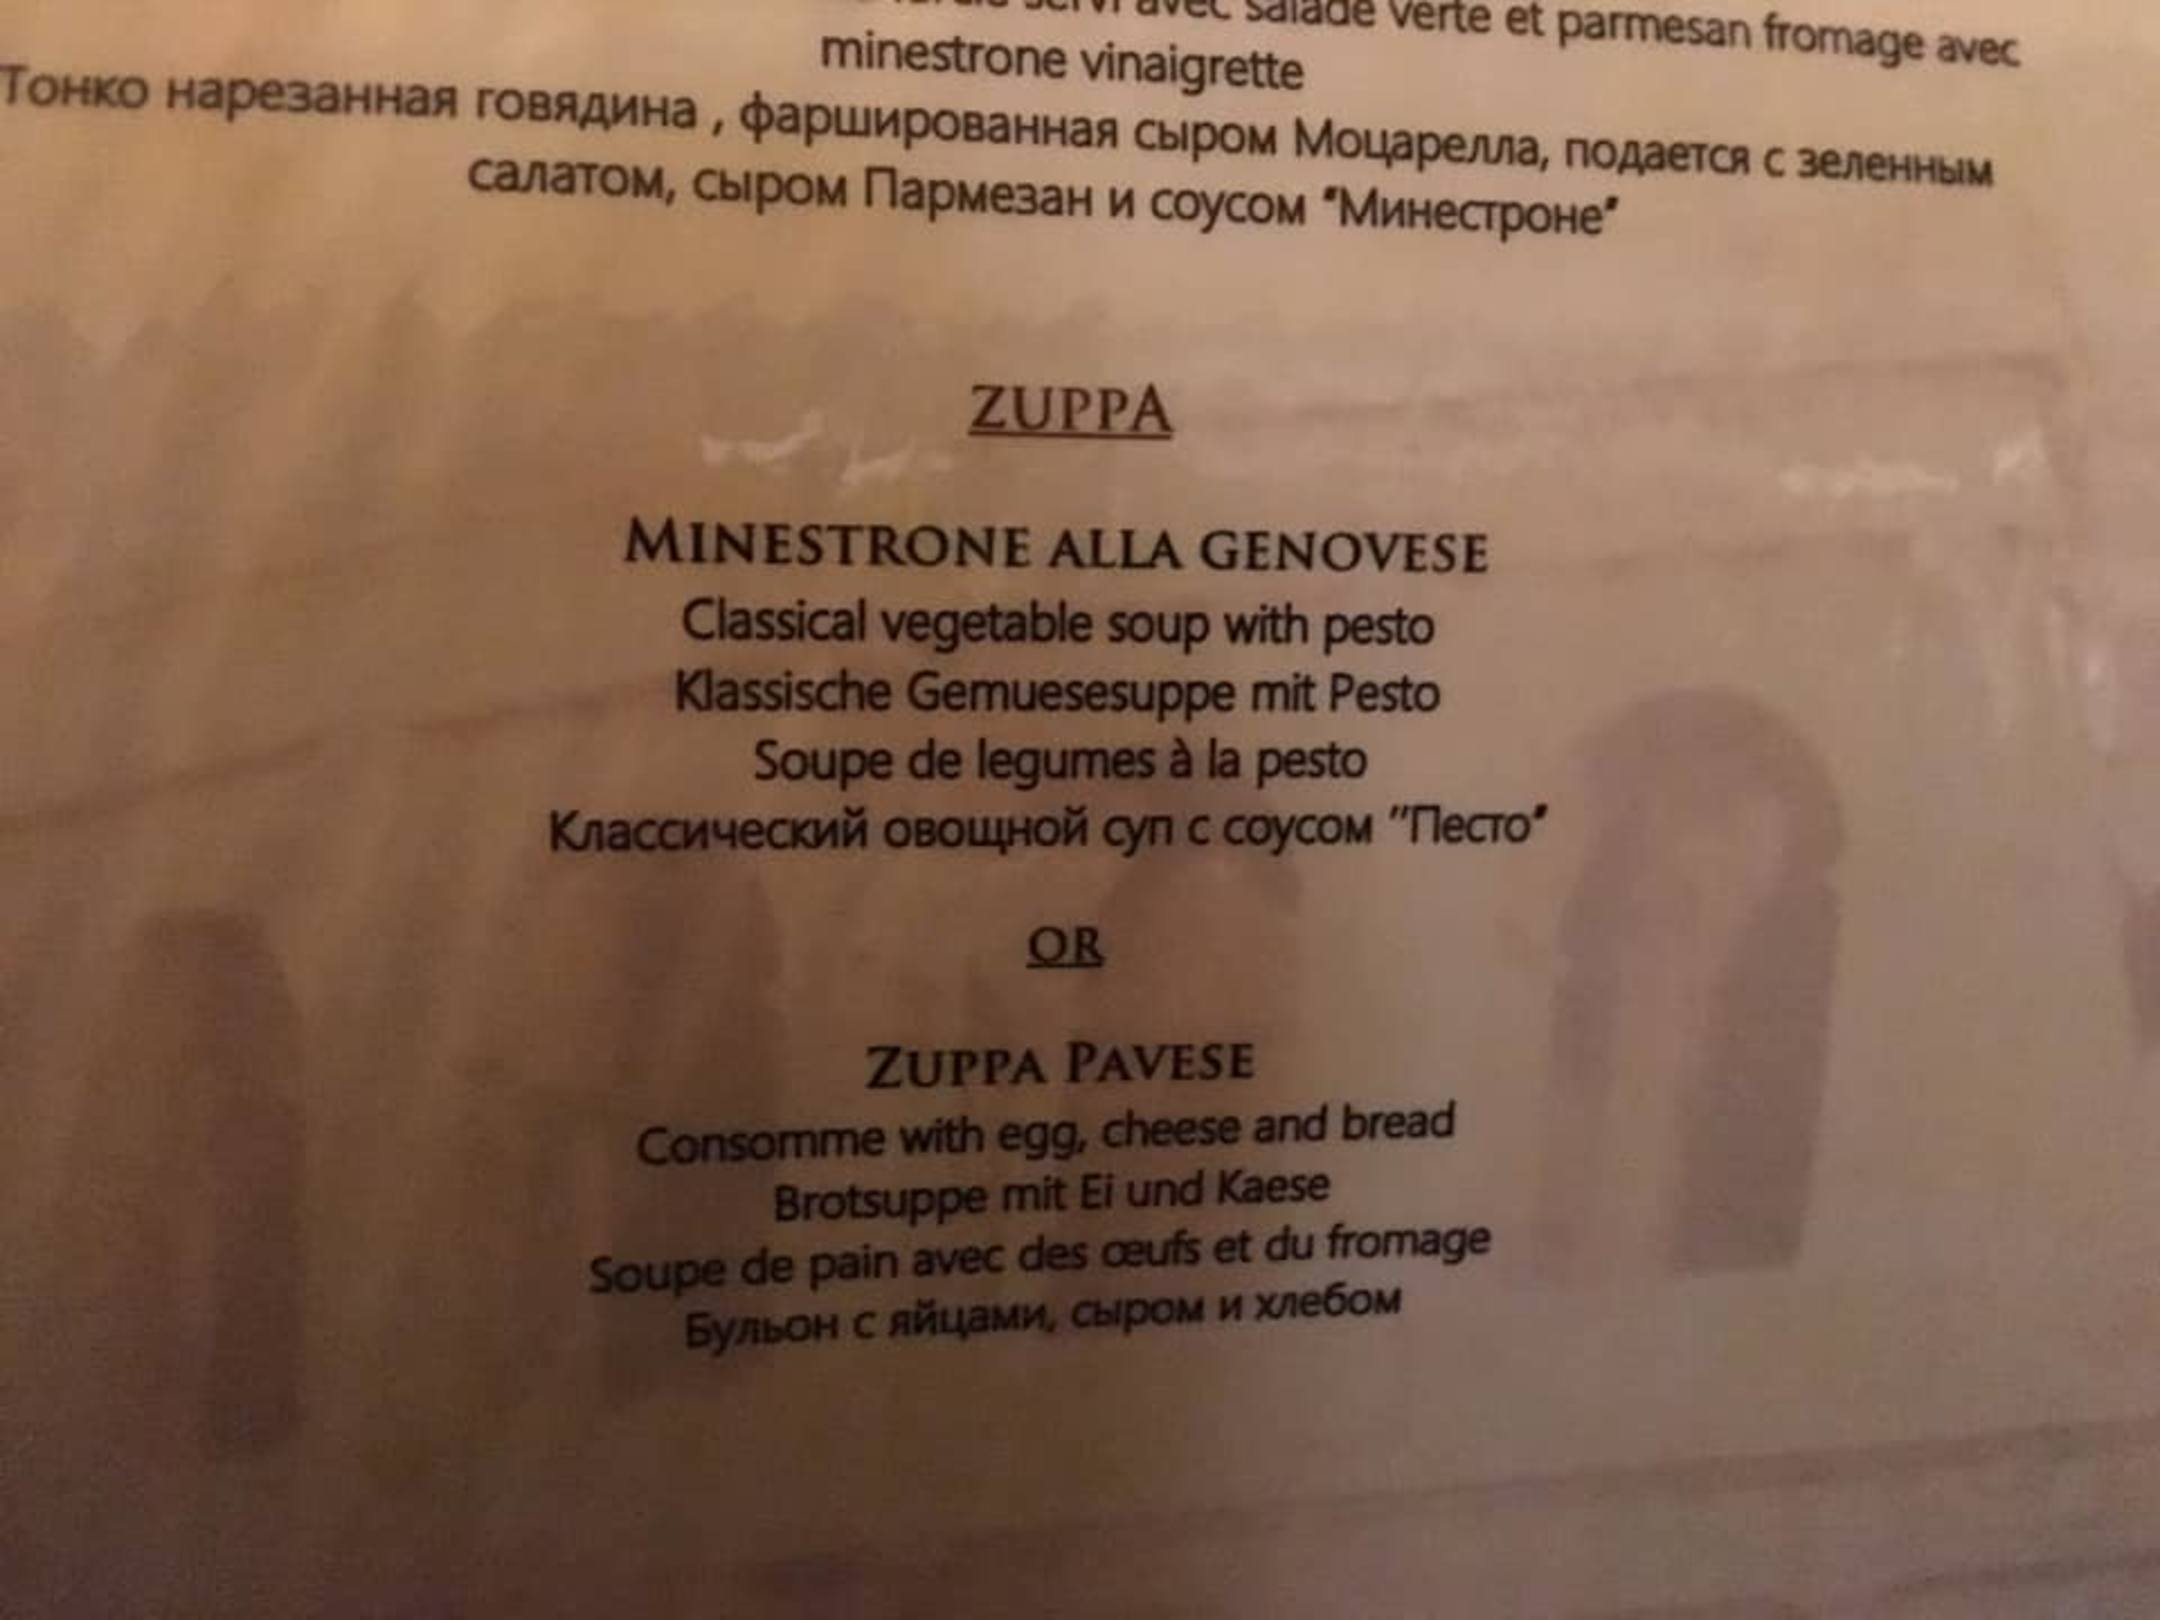 servi avec salade verte et parmesan fromage avec
minestrone vinaigrette
Тонко нарезанная говядина , фаршированная сыром Моцарелла, подается с зеленным
салатом, сыром Пармезан и соусом "Минестроне"
ZUPPA
MINESTRONE ALLA GENOVESE
Classical vegetable soup with pesto
Klassische Gemuesesuppe mit Pesto
Soupe de legumes à la pesto
Классический овощной суп с соусом "Песто"
OR
ZUPPA PAVESE
Consomme with egg, cheese and bread
Brotsuppe mit Ei und Kaese
Soupe de pain avec des œufs et du fromage
Бульон с яйцами, сыром и хлебом